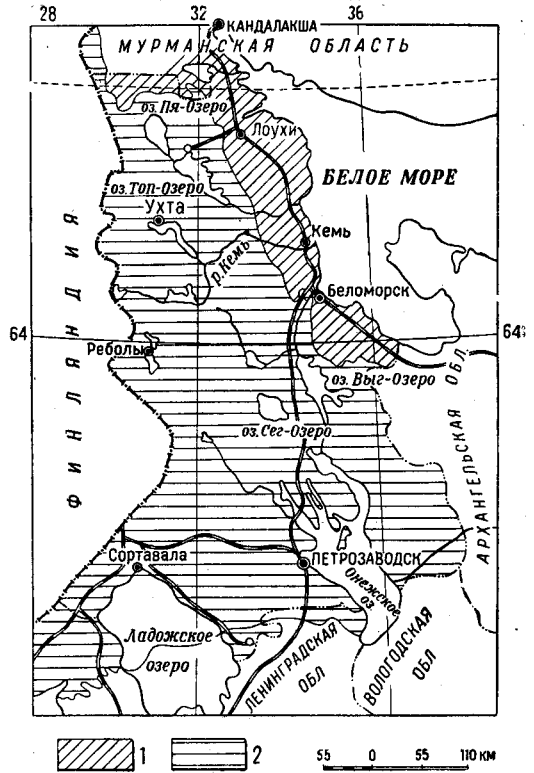 28 32 36
КАНДАЛАКША
МУРМАНСКАЯ ОБЛАСТЬ
оз. Пя-Озеро
Лоухи
оз. Топ-Озеро
БЕЛОЕ МОРЕ
Ухта
Кемь
р. Кемь
Беломорск
64 64
Реболы
оз. Выг-Озеро
оз. Сег-Озеро
ФИНЛЯНДИЯ
АРХАНГЕЛЬСКАЯ ОБЛ
Сортавала
ПЕТРОЗАВОДСК
Онежское
оз.
Ладожское
озеро
ЛЕНИНГРАДСКАЯ
ОБЛ
ВОЛОГОДСКАЯ
ОБЛ
1 2 55 0 55 110 км